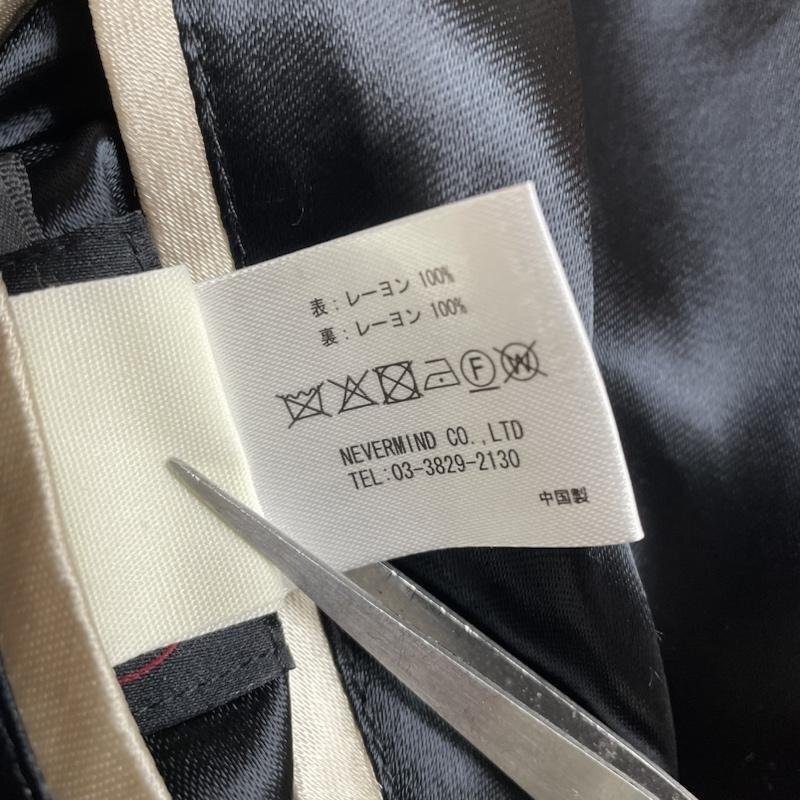 表：レーヨン 100%
裏：レーヨン 100%
F W
NEVERMIND CO.,LTD
TEL:03-3829-2130
中国製